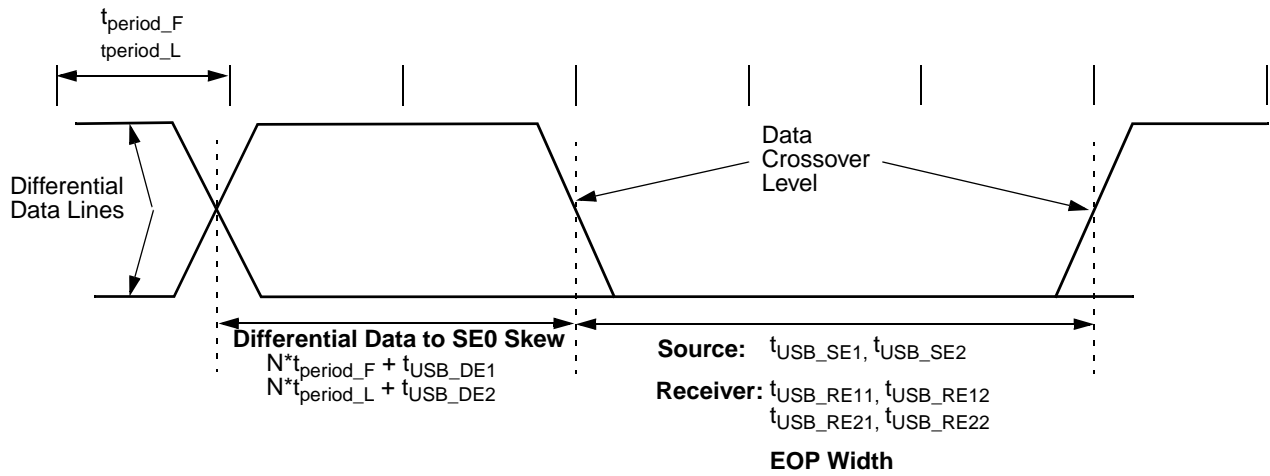 tperiod_F
tperiod_L
Differential
Data Lines
Data
Crossover
Level
Differential Data to SE0 Skew
N*tperiod_F + tUSB_DE1
N*tperiod_L + tUSB_DE2
Source: tUSB_SE1, tUSB_SE2
Receiver: tUSB_RE11, tUSB_RE12
tUSB_RE21, tUSB_RE22
EOP Width